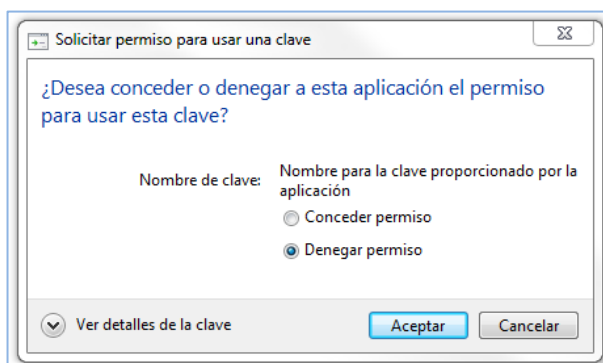 Solicitar permiso para usar una clave
¿Desea conceder o denegar a esta aplicación el permiso
para usar esta clave?
Nombre de clave: Nombre para la clave proporcionado por la
aplicación
Conceder permiso
Denegar permiso
Ver detalles de la clave Aceptar Cancelar